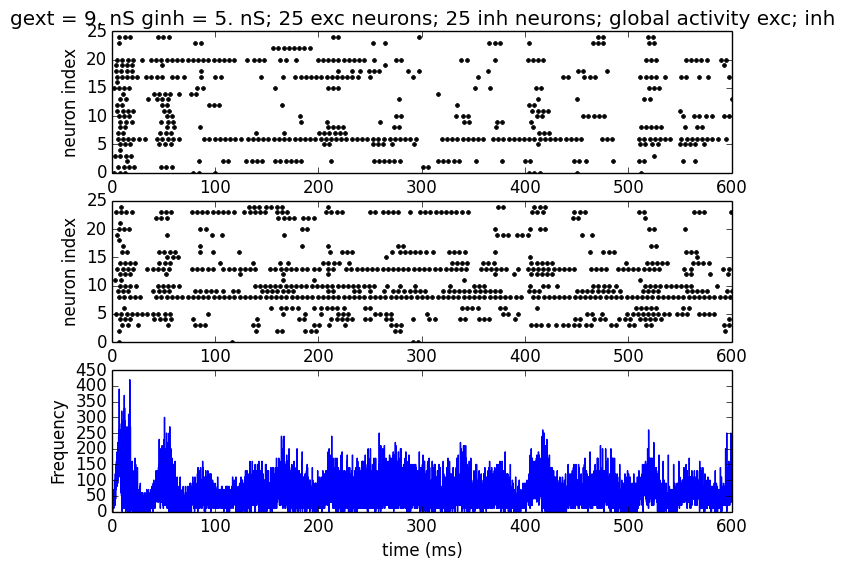 gext = 9. nS ginh = 5. nS; 25 exc neurons; 25 inh neurons; global activity exc; inh
25
20
15
10
5
0
neuron index
0 100 200 300 400 500 600
25
20
15
10
5
0
neuron index
0 100 200 300 400 500 600
450
400
350
300
250
200
150
100
50
0
Frequency
0 100 200 300 400 500 600
time (ms)